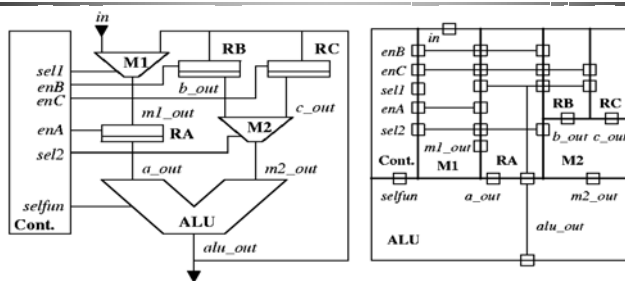 in
M1
RB
RC
sel1
enB
enC
b_out
c_out
m1_out
enA
RA
M2
sel2
a_out
m2_out
selfun
ALU
Cont.
alu_out
in
enB
enC
sel1
enA
sel2
RB
RC
b_out
c_out
m1_out
Cont.
M1
RA
M2
selfun
a_out
m2_out
alu_out
ALU